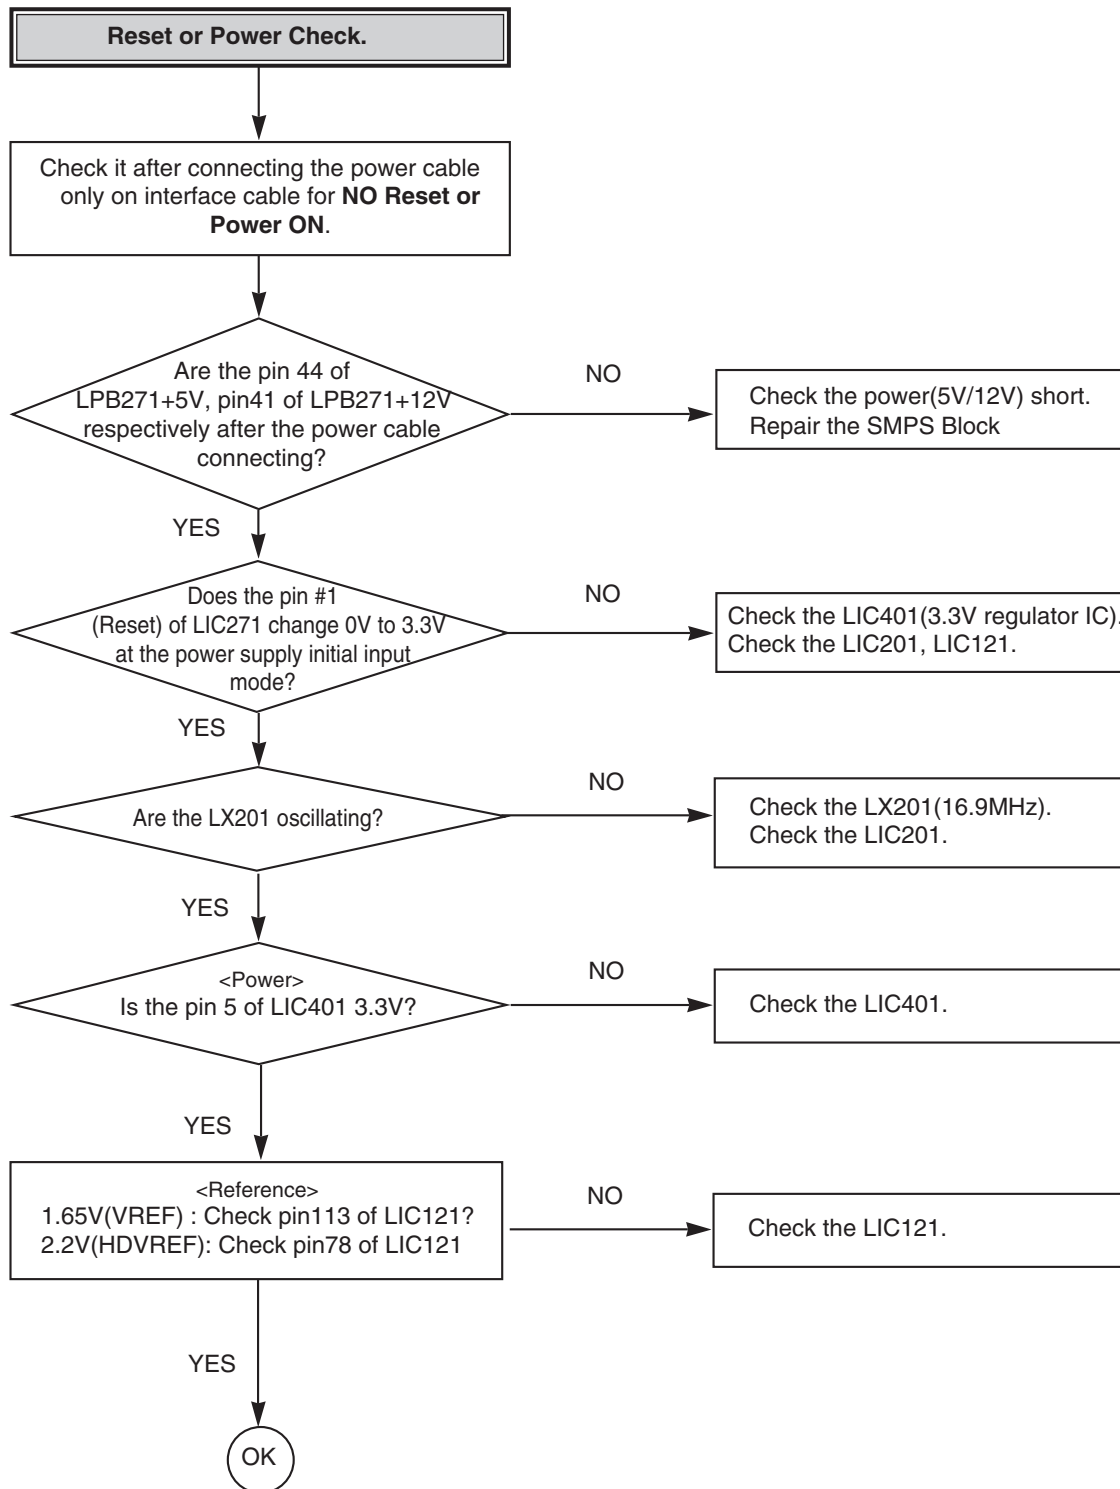 Reset or Power Check.
Check it after connecting the power cable
only on interface cable for NO Reset or
Power ON.
Are the pin 44 of
LPB271+5V, pin41 of LPB271+12V
respectively after the power cable
connecting?
NO
Check the power(5V/12V) short.
Repair the SMPS Block
YES
Does the pin #1
(Reset) of LIC271 change 0V to 3.3V
at the power supply initial input
mode?
NO
Check the LIC401(3.3V regulator IC).
Check the LIC201, LIC121.
YES
Are the LX201 oscillating?
NO
Check the LX201(16.9MHz).
Check the LIC201.
YES
<Power>
Is the pin 5 of LIC401 3.3V?
NO
Check the LIC401.
YES
<Reference>
1.65V(VREF) : Check pin113 of LIC121?
2.2V(HDVREF): Check pin78 of LIC121
NO
Check the LIC121.
YES
OK